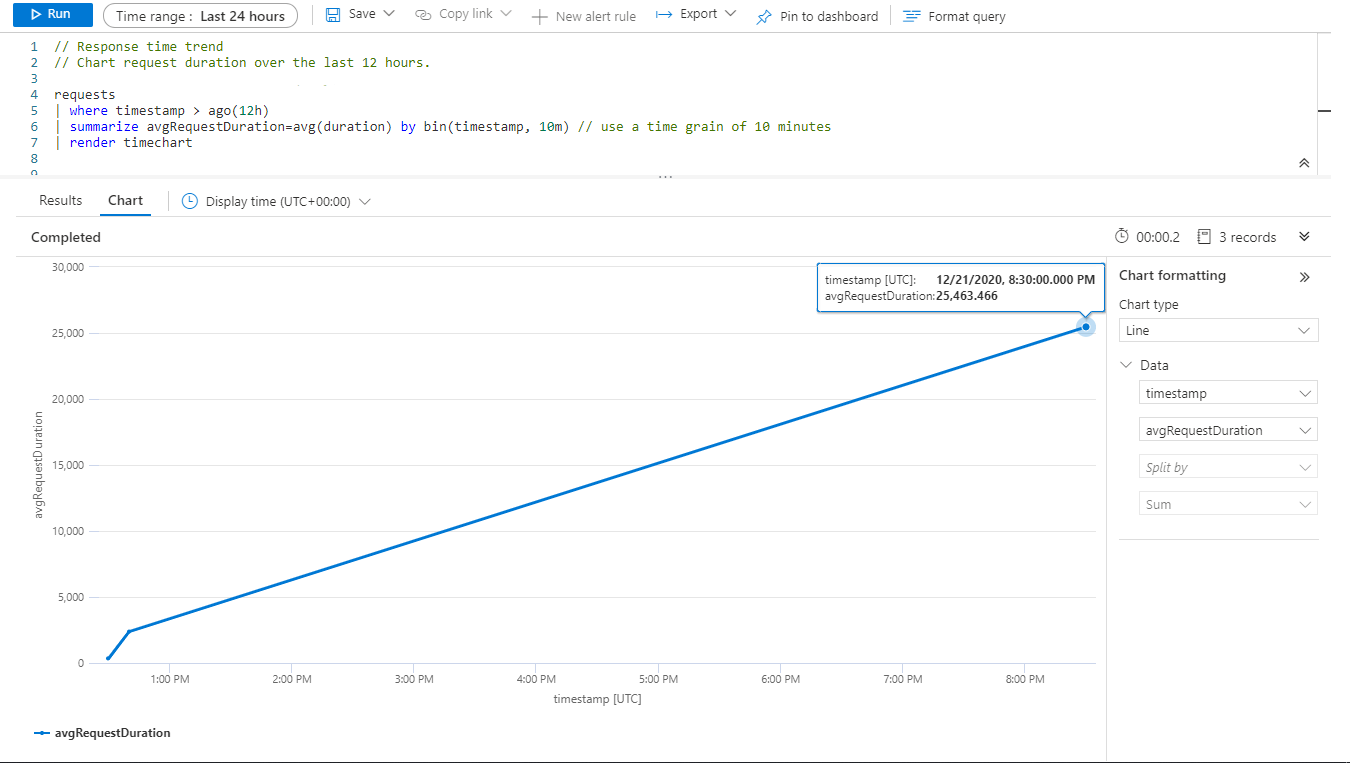 Run
Time range : Last 24 hours
Save
Copy link
New alert rule
Export
Pin to dashboard
Format query
1 // Response time trend
2 // Chart request duration over the last 12 hours.
3
4 requests
5 | where timestamp > ago(12h)
6 | summarize avgRequestDuration=avg(duration) by bin(timestamp, 10m) // use a time grain of 10 minutes
7 | render timechart
8
9
...
Results
Chart
Display time (UTC+00:00)
Completed
00:00.2
3 records
30,000
25,000
20,000
15,000
10,000
5,000
0
avgRequestDuration
timestamp [UTC]: 12/21/2020, 8:30:00.000 PM
avgRequestDuration:25,463.466
1:00 PM
2:00 PM
3:00 PM
4:00 PM
5:00 PM
6:00 PM
7:00 PM
8:00 PM
timestamp [UTC]
avgRequestDuration
Chart formatting
Chart type
Line
Data
timestamp
avgRequestDuration
Split by
Sum